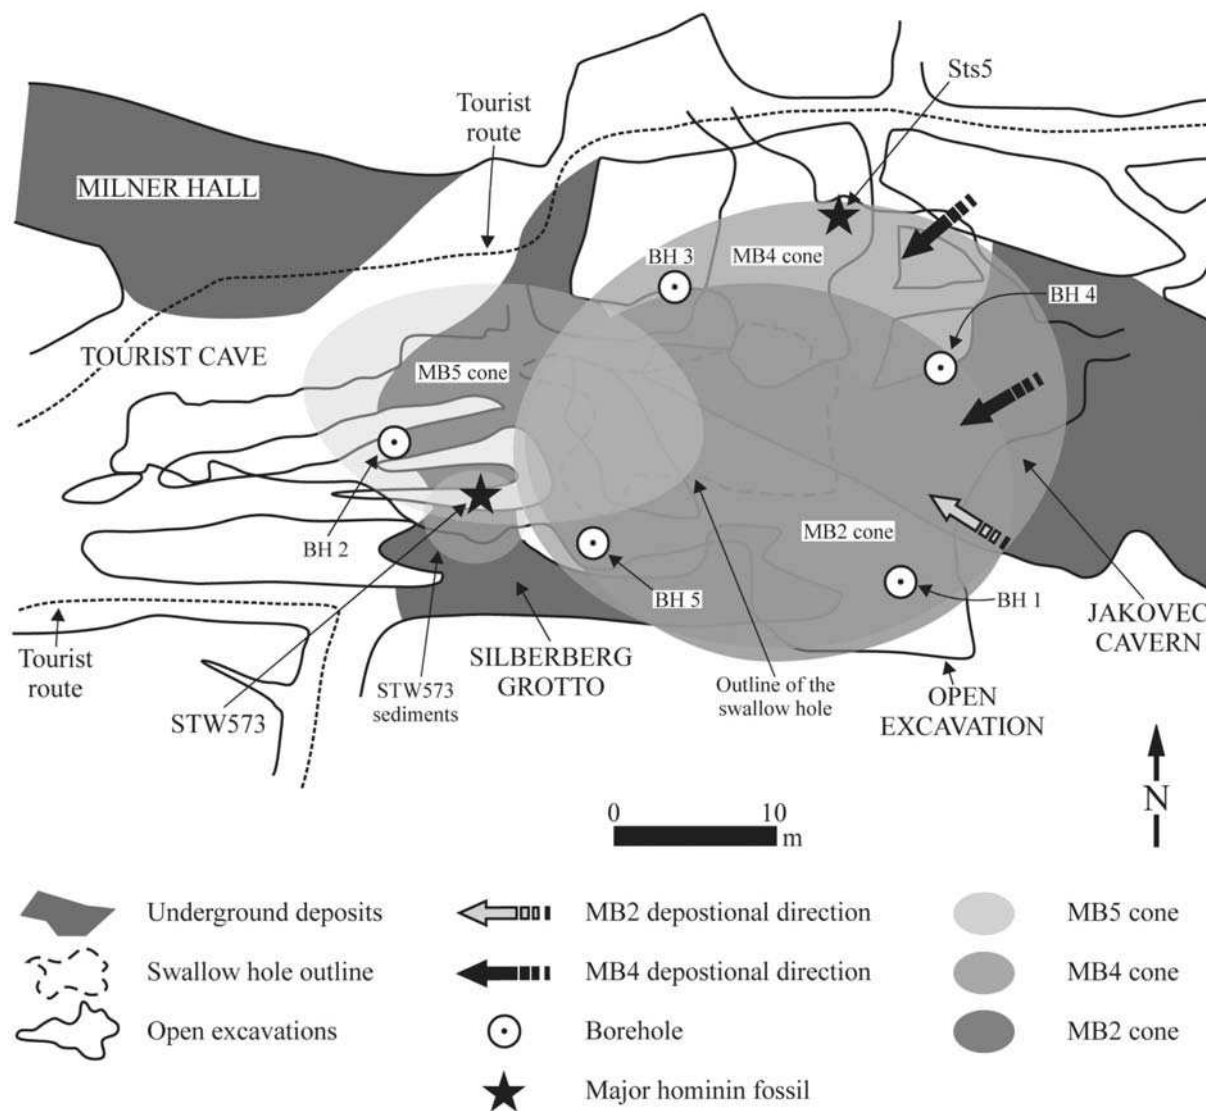 Sts5
Tourist
route
MILNER HALL
BH 3
MB4 cone
BH 4
TOURIST CAVE
MB5 cone
MB2 cone
BH 2
BH 5
BH 1
JAKOVEC
CAVERN
Tourist
route
SILBERBERG
GROTTO
STW573
sediments
STW573
Outline of the
swallow hole
OPEN
EXCAVATION
N
0 10
m
Underground deposits
MB2 depostional direction
MB5 cone
Swallow hole outline
MB4 depostional direction
MB4 cone
Open excavations
Borehole
MB2 cone
Major hominin fossil